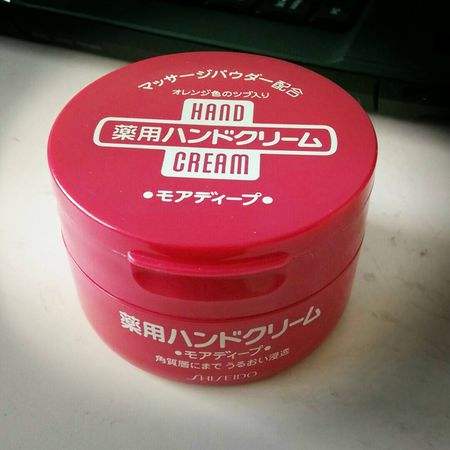 マッサージパウダー配合
オレンジ色のツブ入り
HAND
薬用ハンドクリーム
CREAM
•モアディープ•
薬用ハンドクリーム
•モアディープ•
角質層にまで うるおい浸透
SHISEIDO